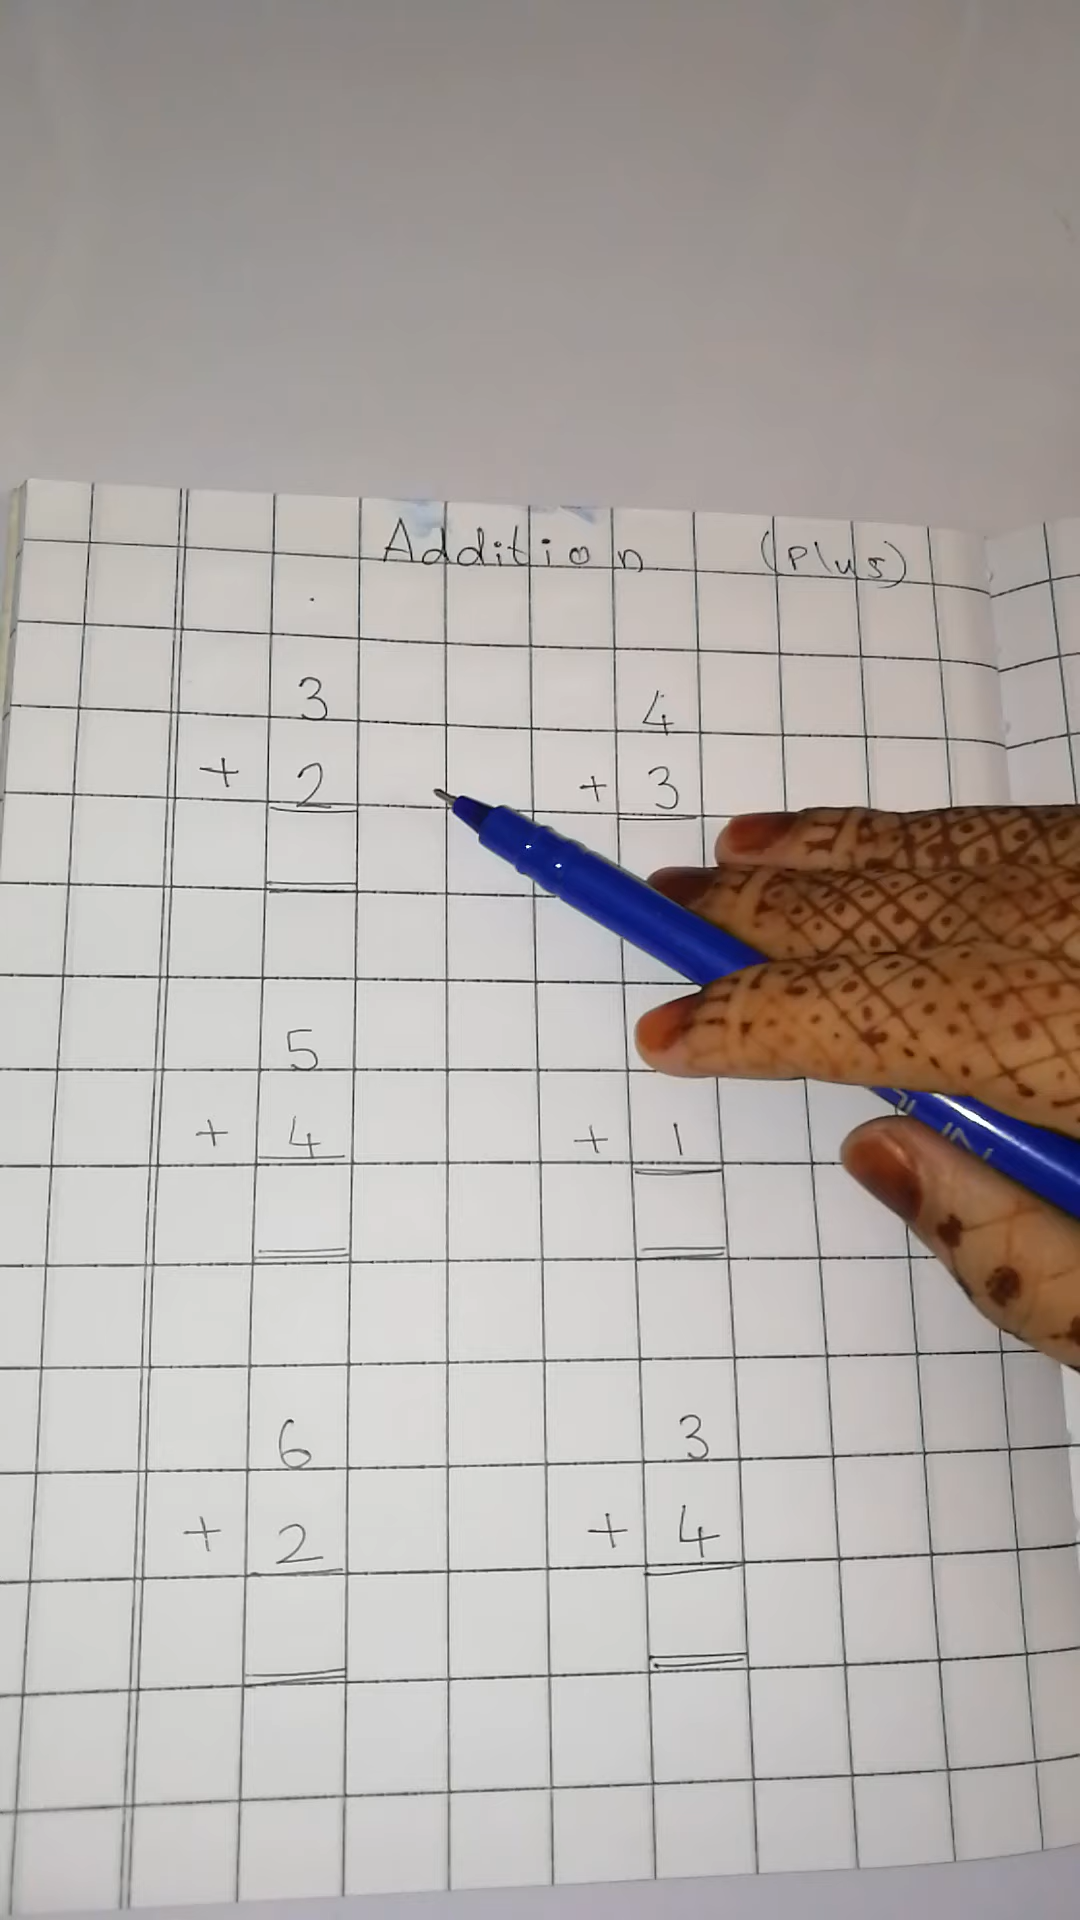 Addition (Plus)
3 4
+ 2 + 3
5
+ 4 + 1
6 3
+ 2 + 4